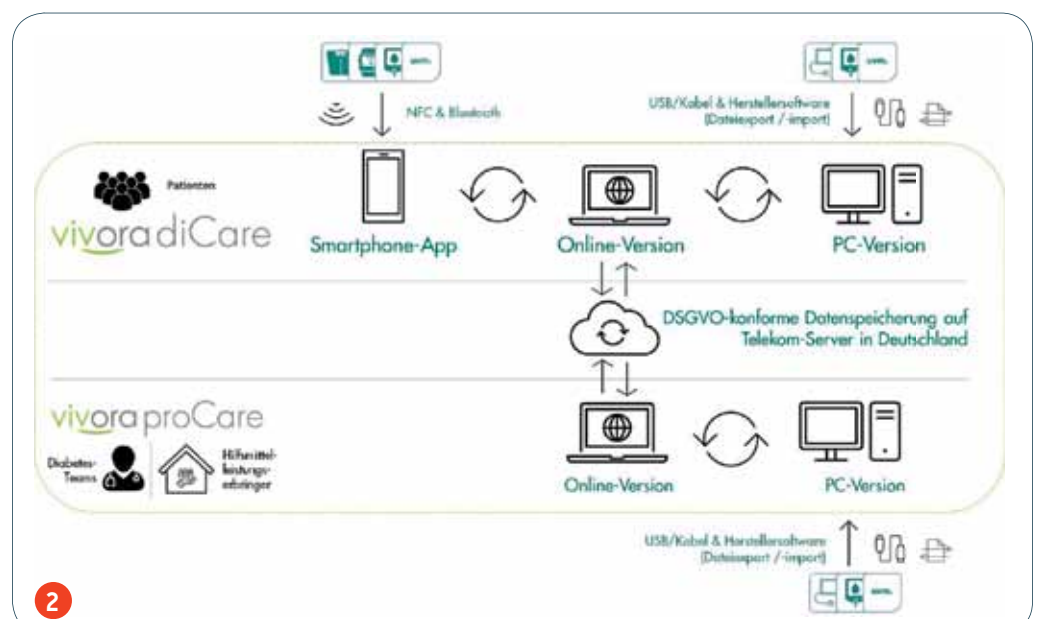 NFC & Bluetooth
USB/Kabel & Herstellersoftware
(Dateiexport /-import)
Patienten
vivora diCare
Smartphone-App
Online-Version
PC-Version
DSGVO-konforme Datenspeicherung auf
Telekom-Server in Deutschland
vivora proCare
Diabetes-
Teams
Hilfsmittel-
leistungs-
erbringer
Online-Version
PC-Version
USB/Kabel & Herstellersoftware
(Dateiexport /-import)
2